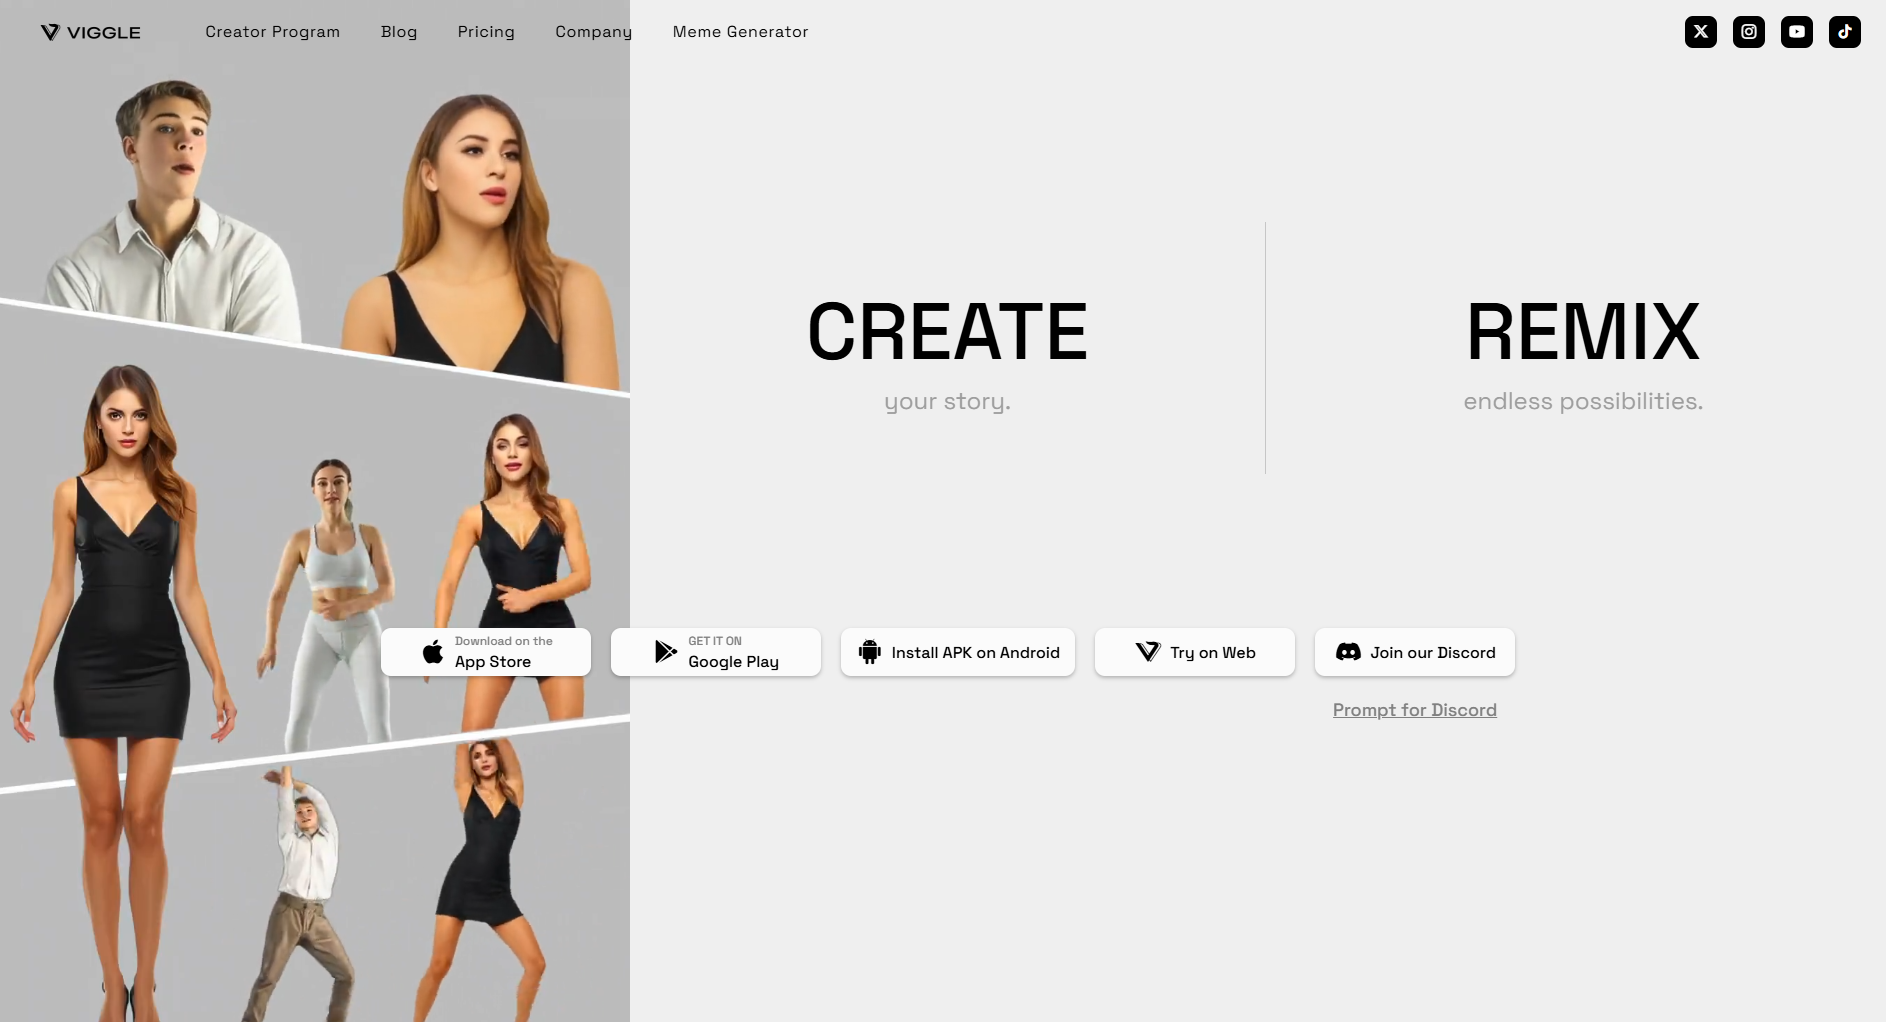 VIGGLE
Creator Program
Blog
Pricing
Company
Meme Generator
CREATE
your story.
REMIX
endless possibilities.
Download on the
App Store
GET IT ON
Google Play
Install APK on Android
Try on Web
Join our Discord
Prompt for Discord